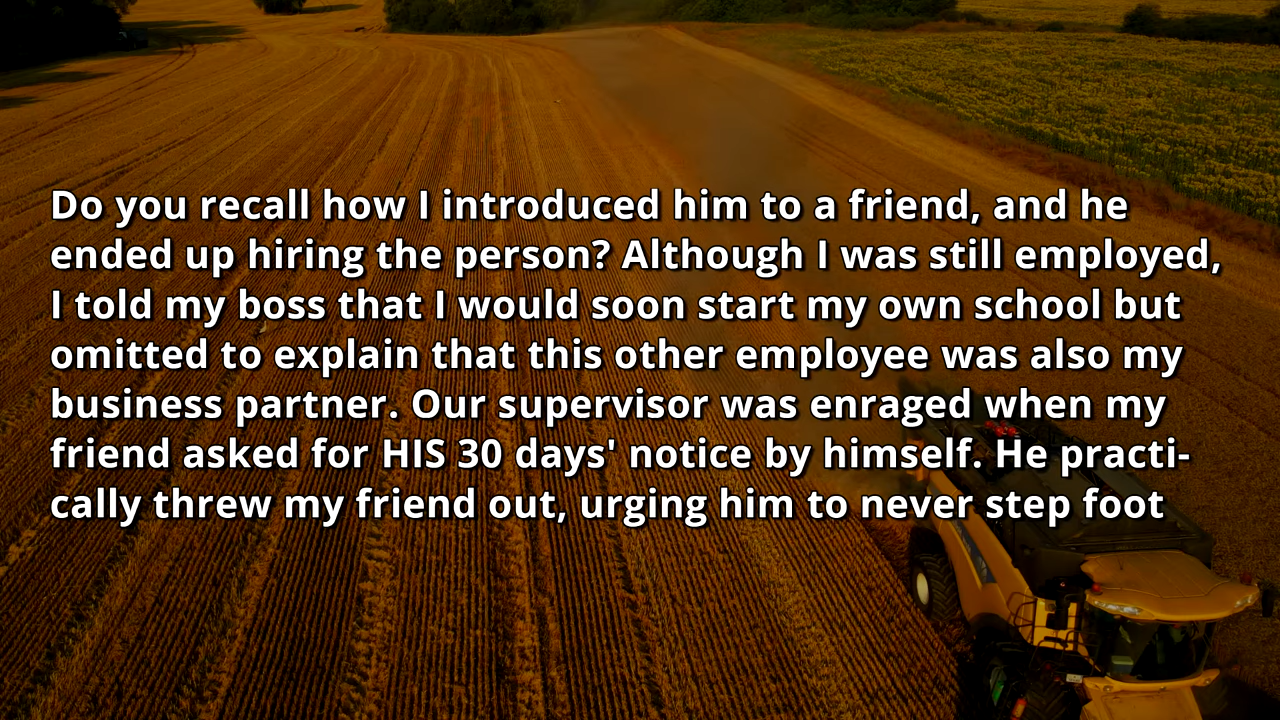 Do you recall how I introduced him to a friend, and he
ended up hiring the person? Although I was still employed,
I told my boss that I would soon start my own school but
omitted to explain that this other employee was also my
business partner. Our supervisor was enraged when my
friend asked for HIS 30 days' notice by himself. He practi-
cally threw my friend out, urging him to never step foot